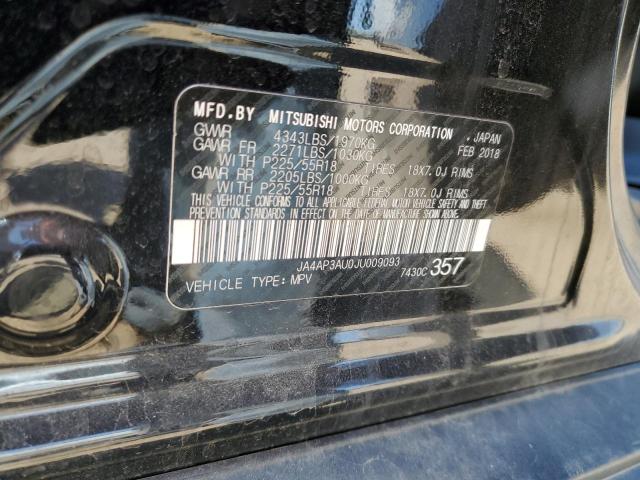 MFD.BY MITSUBISHI MOTORS CORPORATION , JAPAN
GVWR 4343LBS/1970KG FEB 2018
GAWR FR 2271LBS/1030KG
WITH P225/55R18 TIRES 18X7.0J RIMS
GAWR RR 2205LBS/1000KG
WITH P225/55R18 TIRES 18X7.0J RIMS
THIS VEHICLE CONFORMS TO ALL APPLICABLE FEDERAL MOTOR VEHICLE SAFETY, BUMPER AND THEFT
PREVENTION STANDARDS IN EFFECT ON THE DATE OF MANUFACTURE SHOWN ABOVE.
JA4AP3AU0JU009093
VEHICLE TYPE: MPV 7430C 357